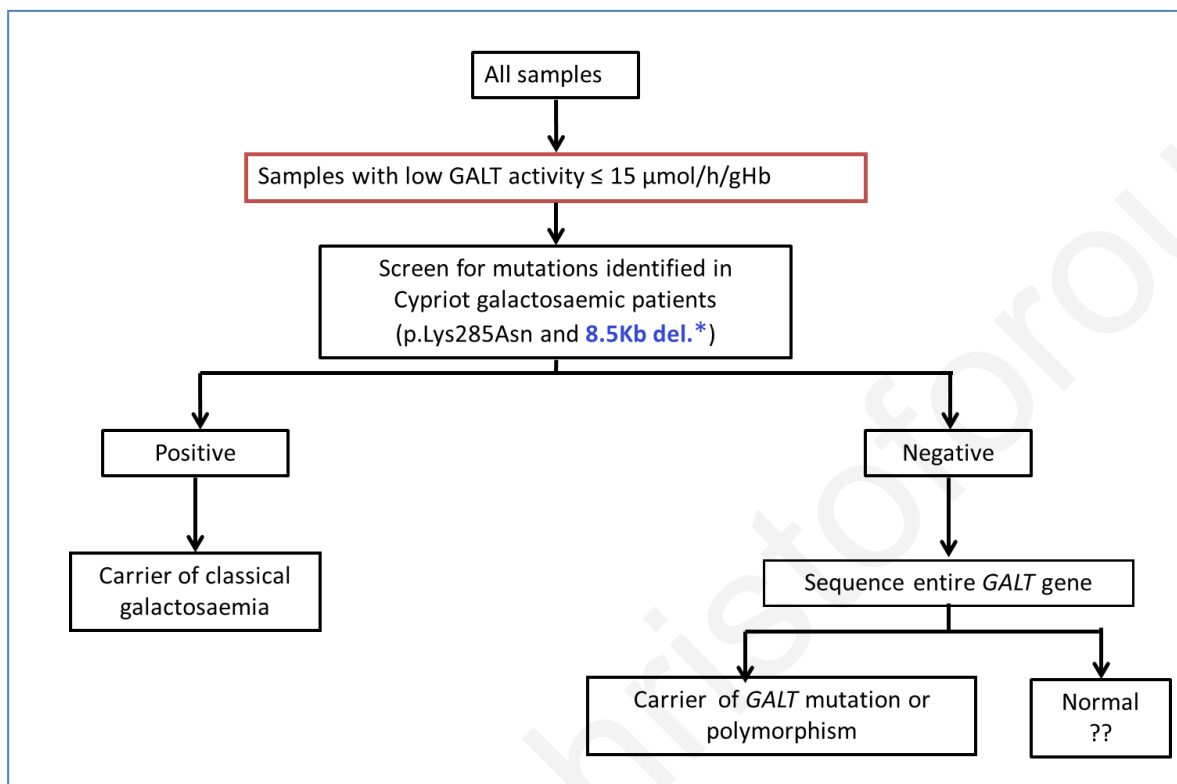 All samples
Samples with low GALT activity ≤ 15 μmol/h/gHb
Screen for mutations identified in
Cypriot galactosaemic patients
(p.Lys285Asn and 8.5Kb del.*)
Positive
Negative
Carrier of classical
galactosaemia
Sequence entire GALT gene
Carrier of GALT mutation or
polymorphism
Normal
??
hristoforou